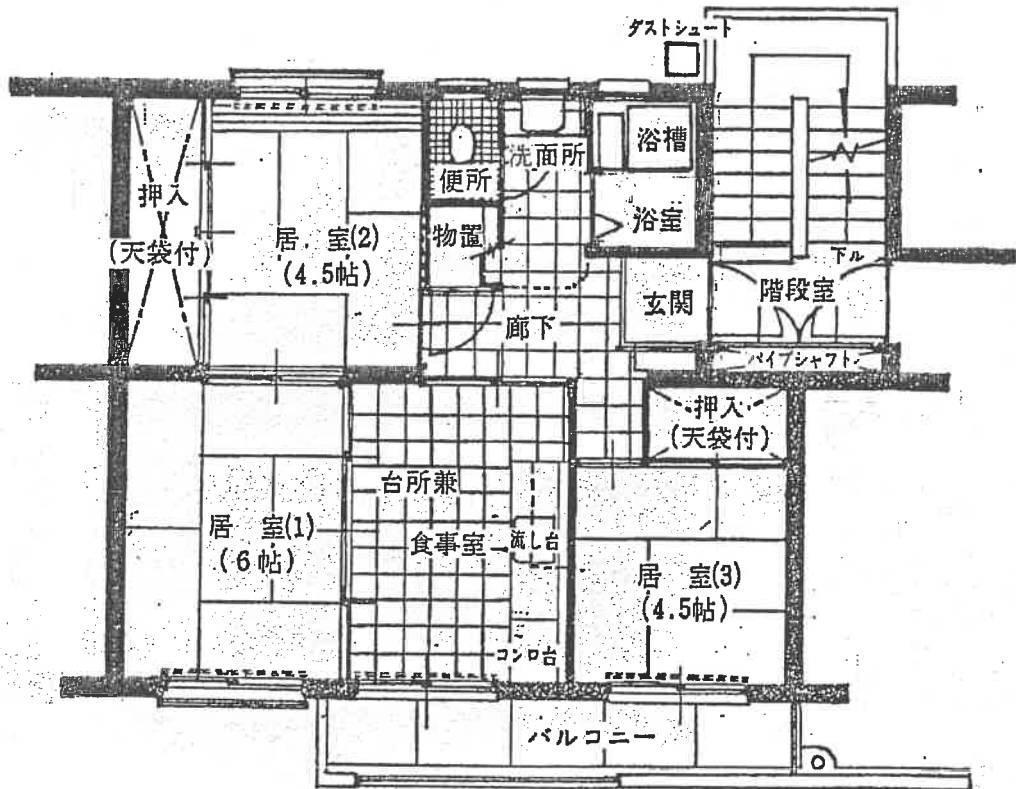 ダストシュート
浴槽
洗面所
便所
押入
(天袋付)
浴室
物置
居 室(2)
(4.5帖)
下ル
階段室
玄関
廊下
パイプシャフト
押入
(天袋付)
台所兼
食事室
流し台
居 室(1)
(6帖)
居 室(3)
(4.5帖)
コンロ台
バルコニー